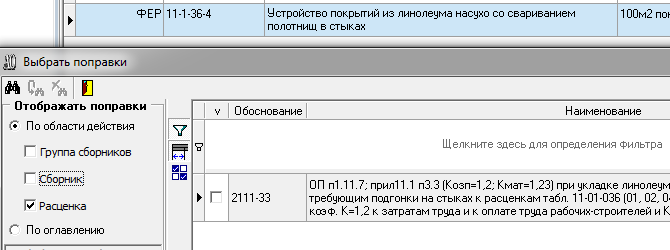 ФЕР 11-1-36-4 Устройство покрытий из линолеума насухо со свариванием 100м2 пок
полотнищ в стыках
Выбрать поправки
Отображать поправки
По области действия
Группа сборников
Сборник
Расценка
По оглавлению
v Обоснование Наименование
Щелкните здесь для определения фильтра
2111-33
ОП п1.11.7; прил11.1 п3.3 (Козп=1,2; Кмат=1,23) при укладке линолеу
требующим подгонки на стыках к расценкам табл. 11-01-036 (01, 02, 04
коэф. К=1,2 к затратам труда и к оплате труда рабочих-строителей и К